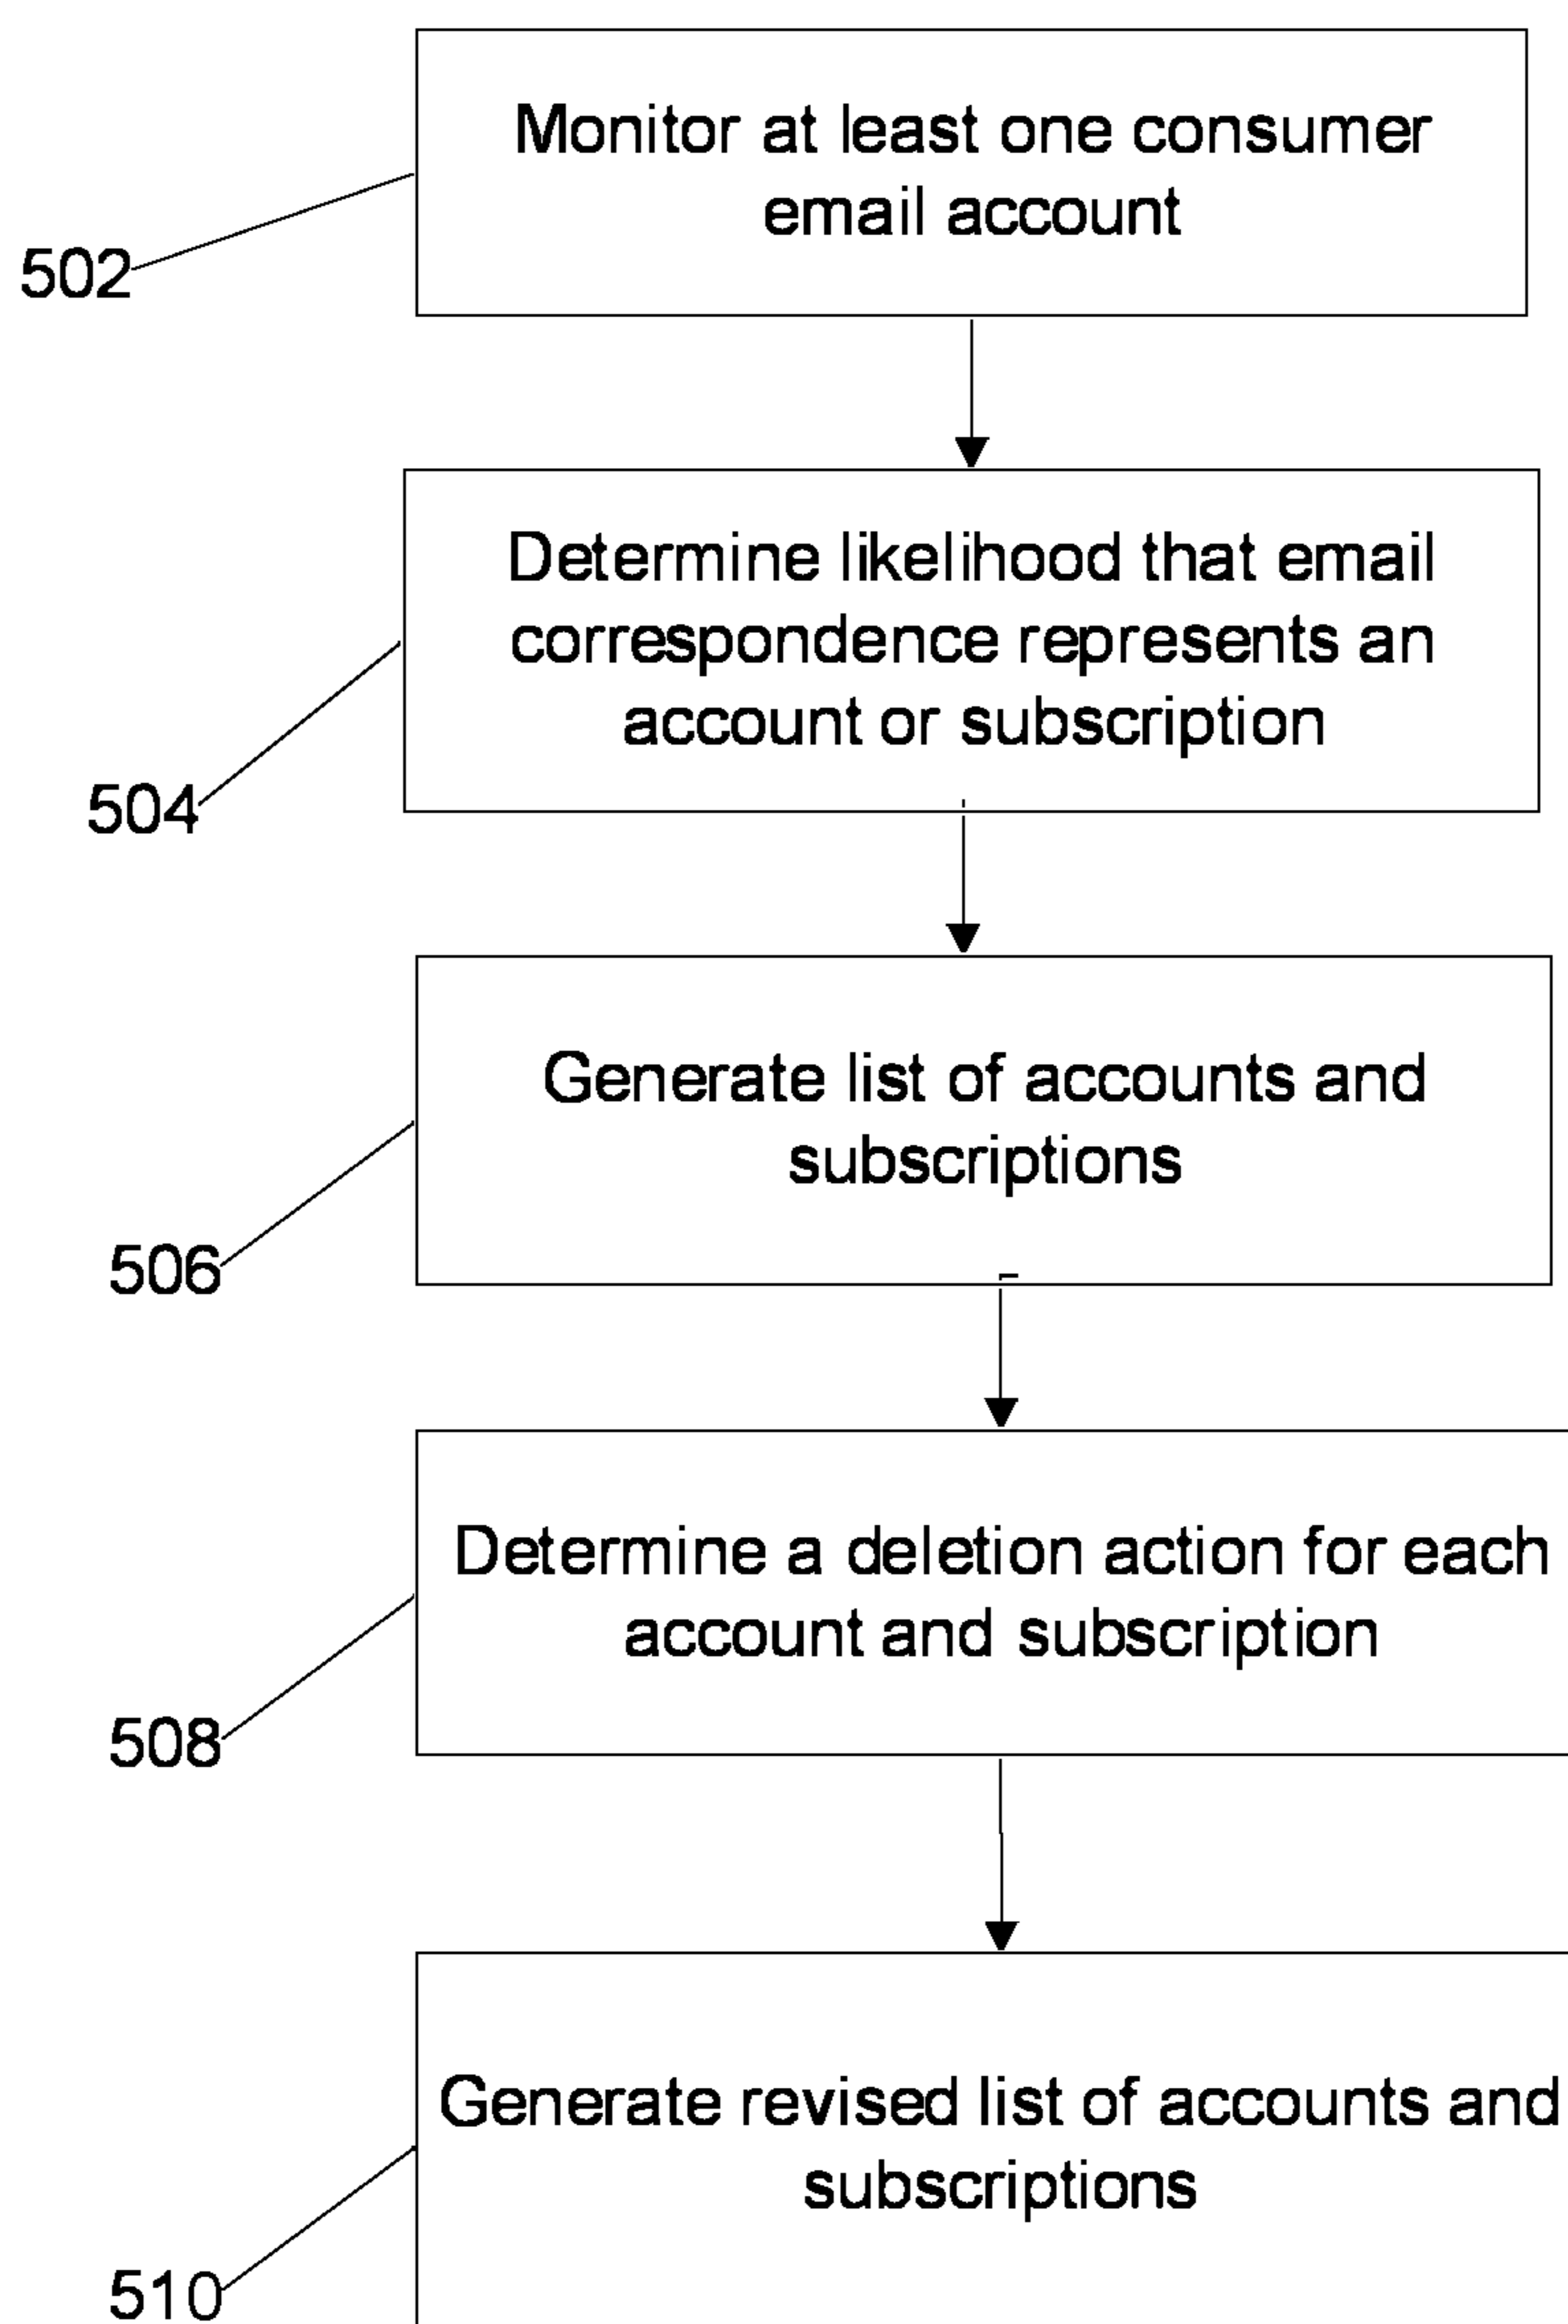 Monitor at least one consumer
email account
502
Determine likelihood that email
correspondence represents an
account or subscription
504
Generate list of accounts and
subscriptions
506
Determine a deletion action for each
account and subscription
508
Generate revised list of accounts and
subscriptions
510